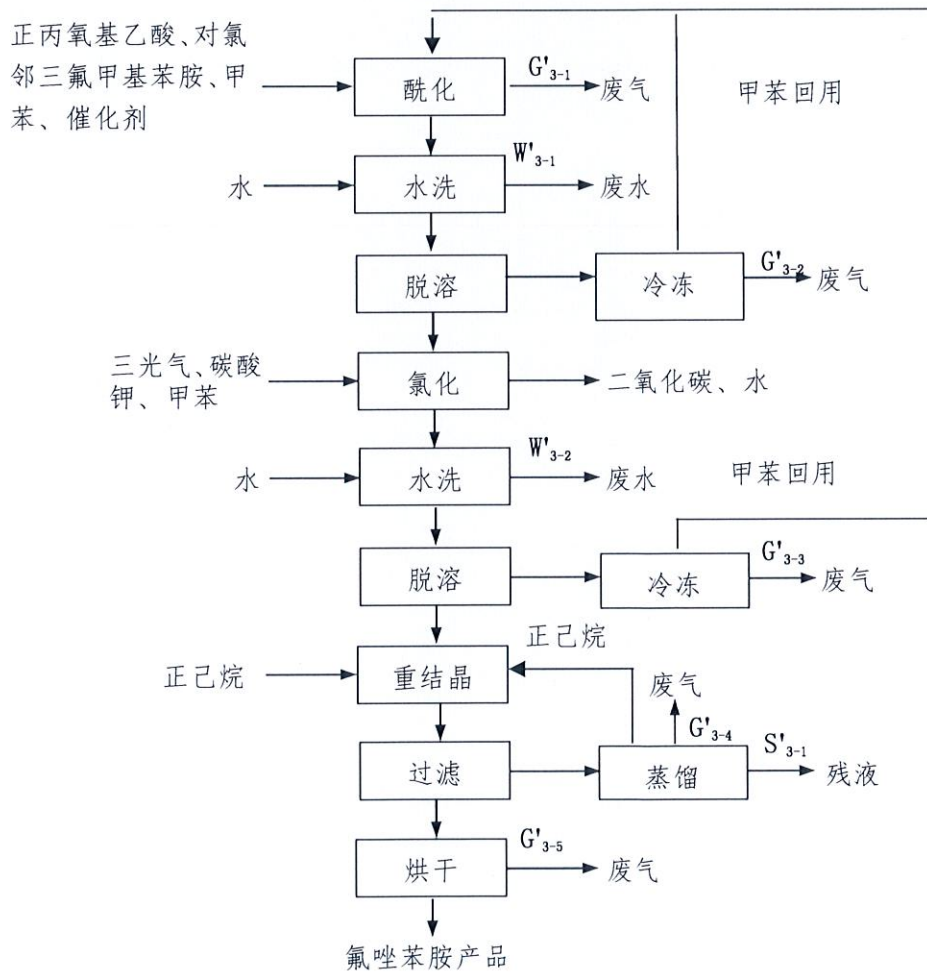 正丙氧基乙酸、对氯
邻三氟甲基苯胺、甲
苯、催化剂
酰化
G'3-1
废气
甲苯回用
水
水洗
W'3-1
废水
脱溶
冷冻
G'3-2
废气
三光气、碳酸
钾、甲苯
氯化
二氧化碳、水
水
水洗
W'3-2
废水
甲苯回用
脱溶
冷冻
G'3-3
废气
正己烷
正己烷
重结晶
废气
G'3-4
过滤
蒸馏
S'3-1
残液
烘干
G'3-5
废气
氟唑苯胺产品